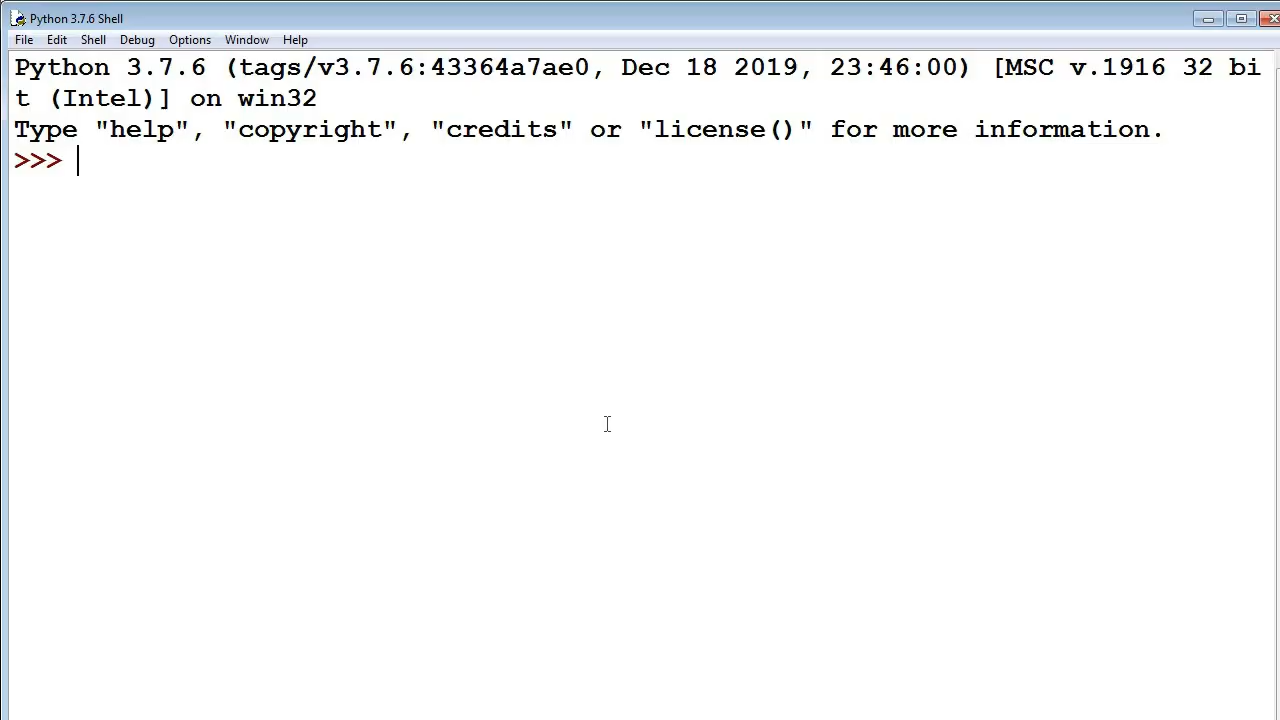 Python 3.7.6 Shell
File Edit Shell Debug Options Window Help
Python 3.7.6 (tags/v3.7.6:43364a7ae0, Dec 18 2019, 23:46:00) [MSC v.1916 32 bi
t (Intel)] on win32
Type "help", "copyright", "credits" or "license()" for more information.
>>>